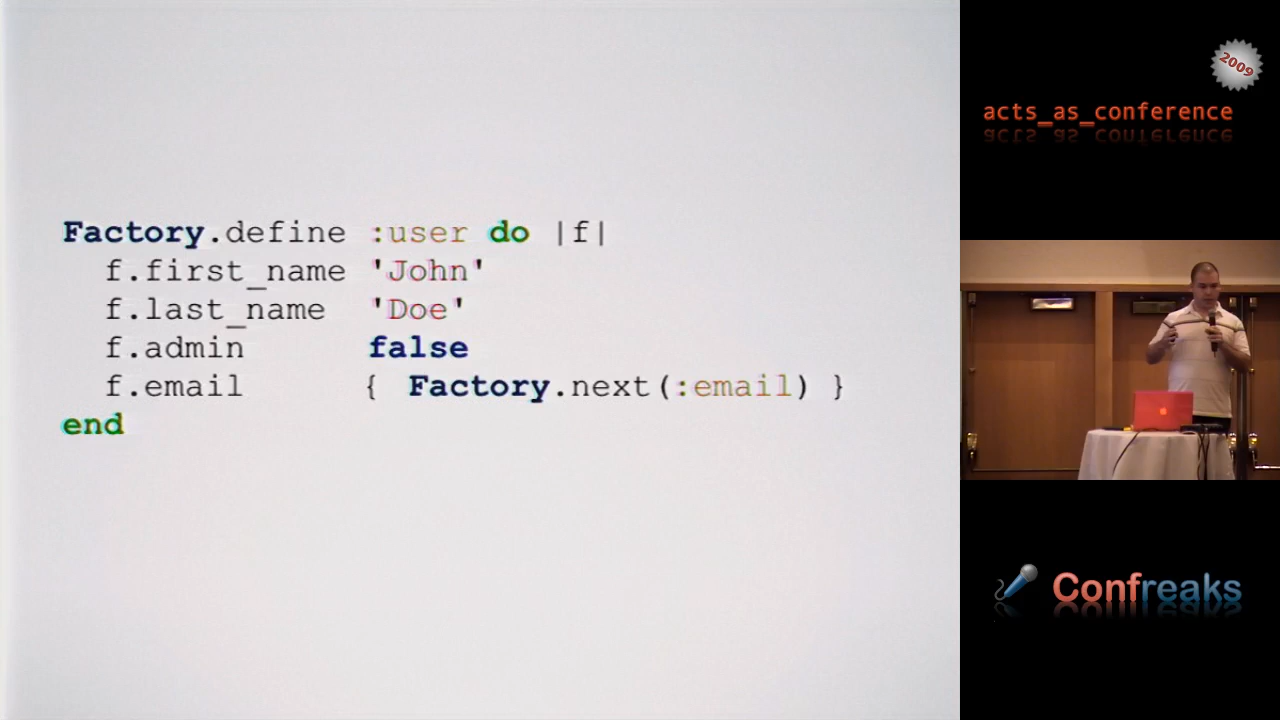 Factory.define :user do |f|
  f.first_name 'John'
  f.last_name  'Doe'
  f.admin      false
  f.email      { Factory.next(:email) }
end
2009
acts_as_conference
Confreaks